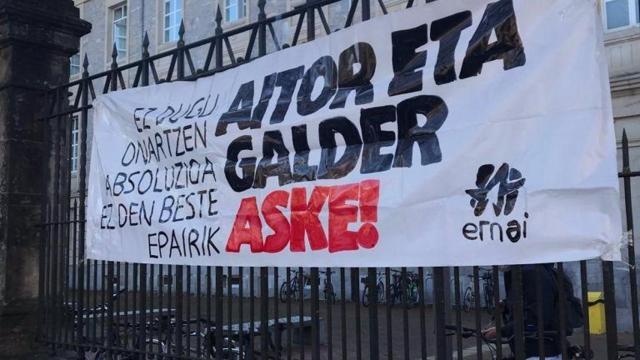 EZ DUGU
ONARTZEN
ABSOLUZIOA
EZ DEN BESTE
EPAIRIK
AITOR ETA
GALDER
ASKE!
ernai